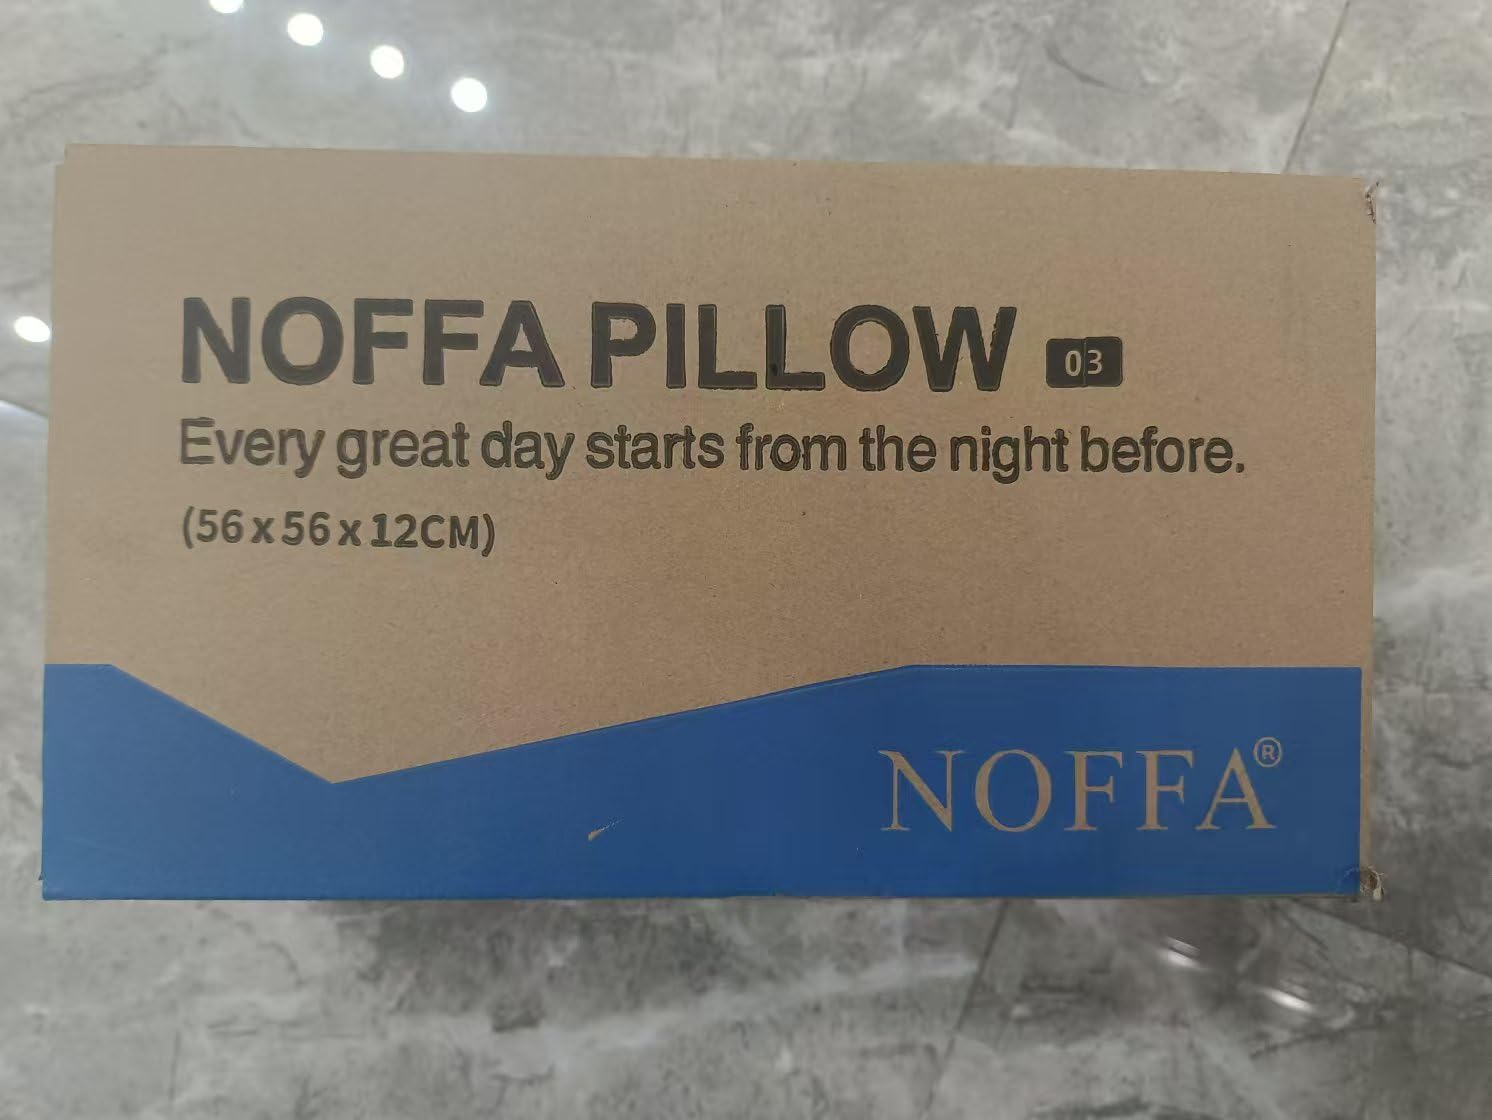 NOFFA PILLOW 03
Every great day starts from the night before.
(56 x 56 x 12CM)
NOFFA®